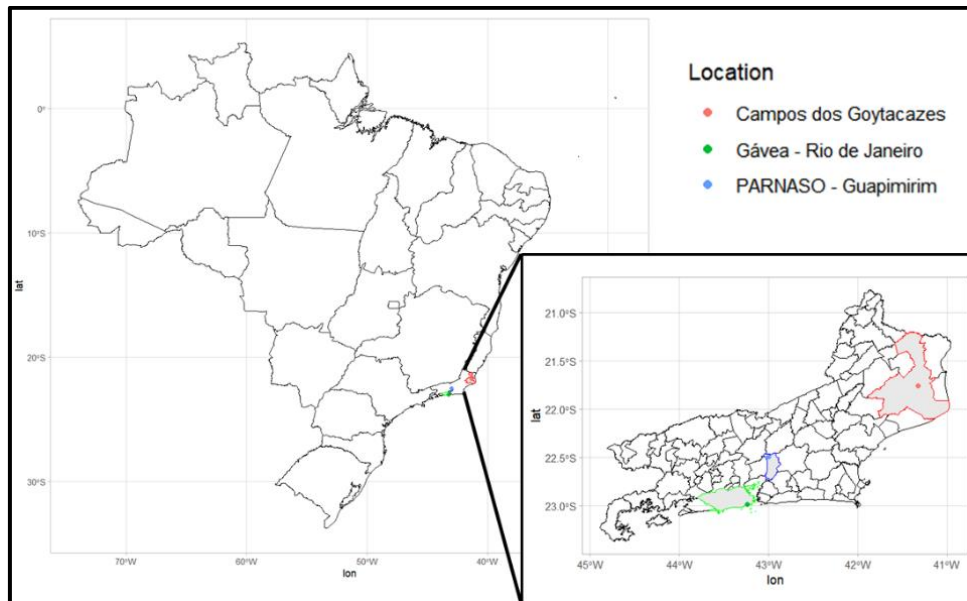 Location
Campos dos Goytacazes
Gávea - Rio de Janeiro
PARNASO - Guapimirim
0°
10°S
20°S
30°S
lat
70°W
60°W
50°W
40°W
lon
21.0°S
21.5°S
22.0°S
22.5°S
23.0°S
lat
45°W
44°W
43°W
42°W
41°W
lon